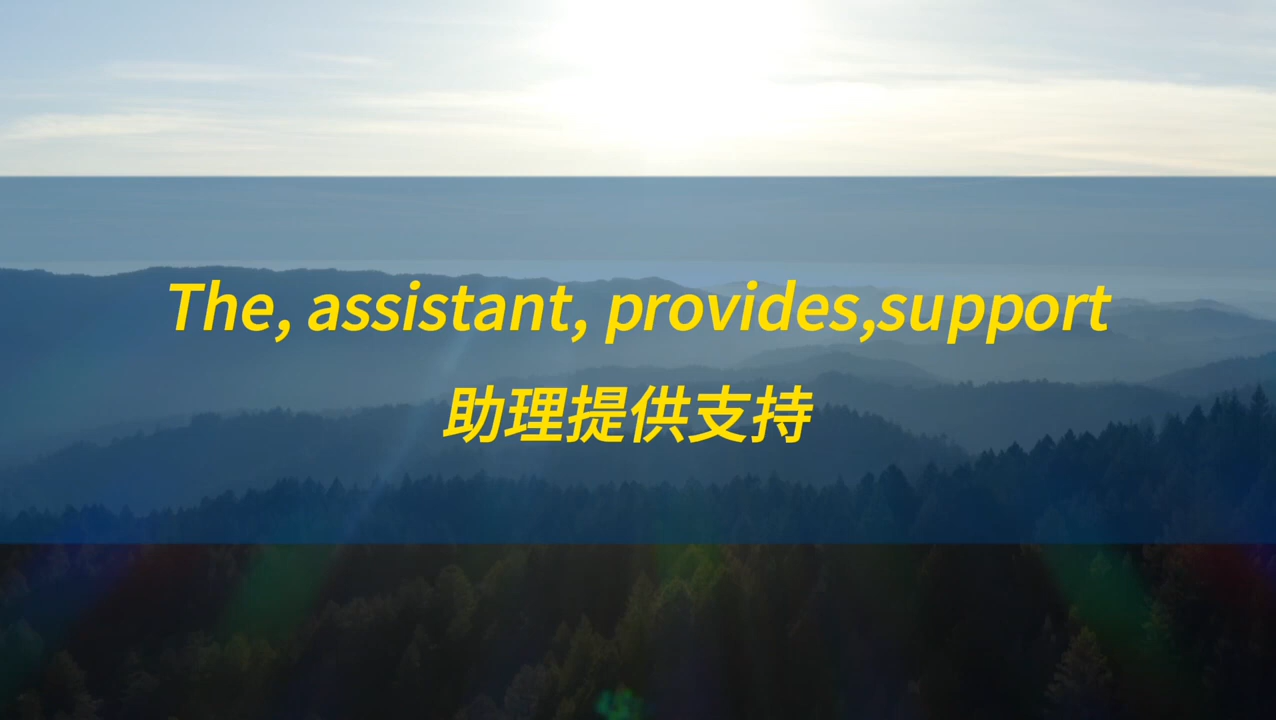 The, assistant, provides,support
助理提供支持